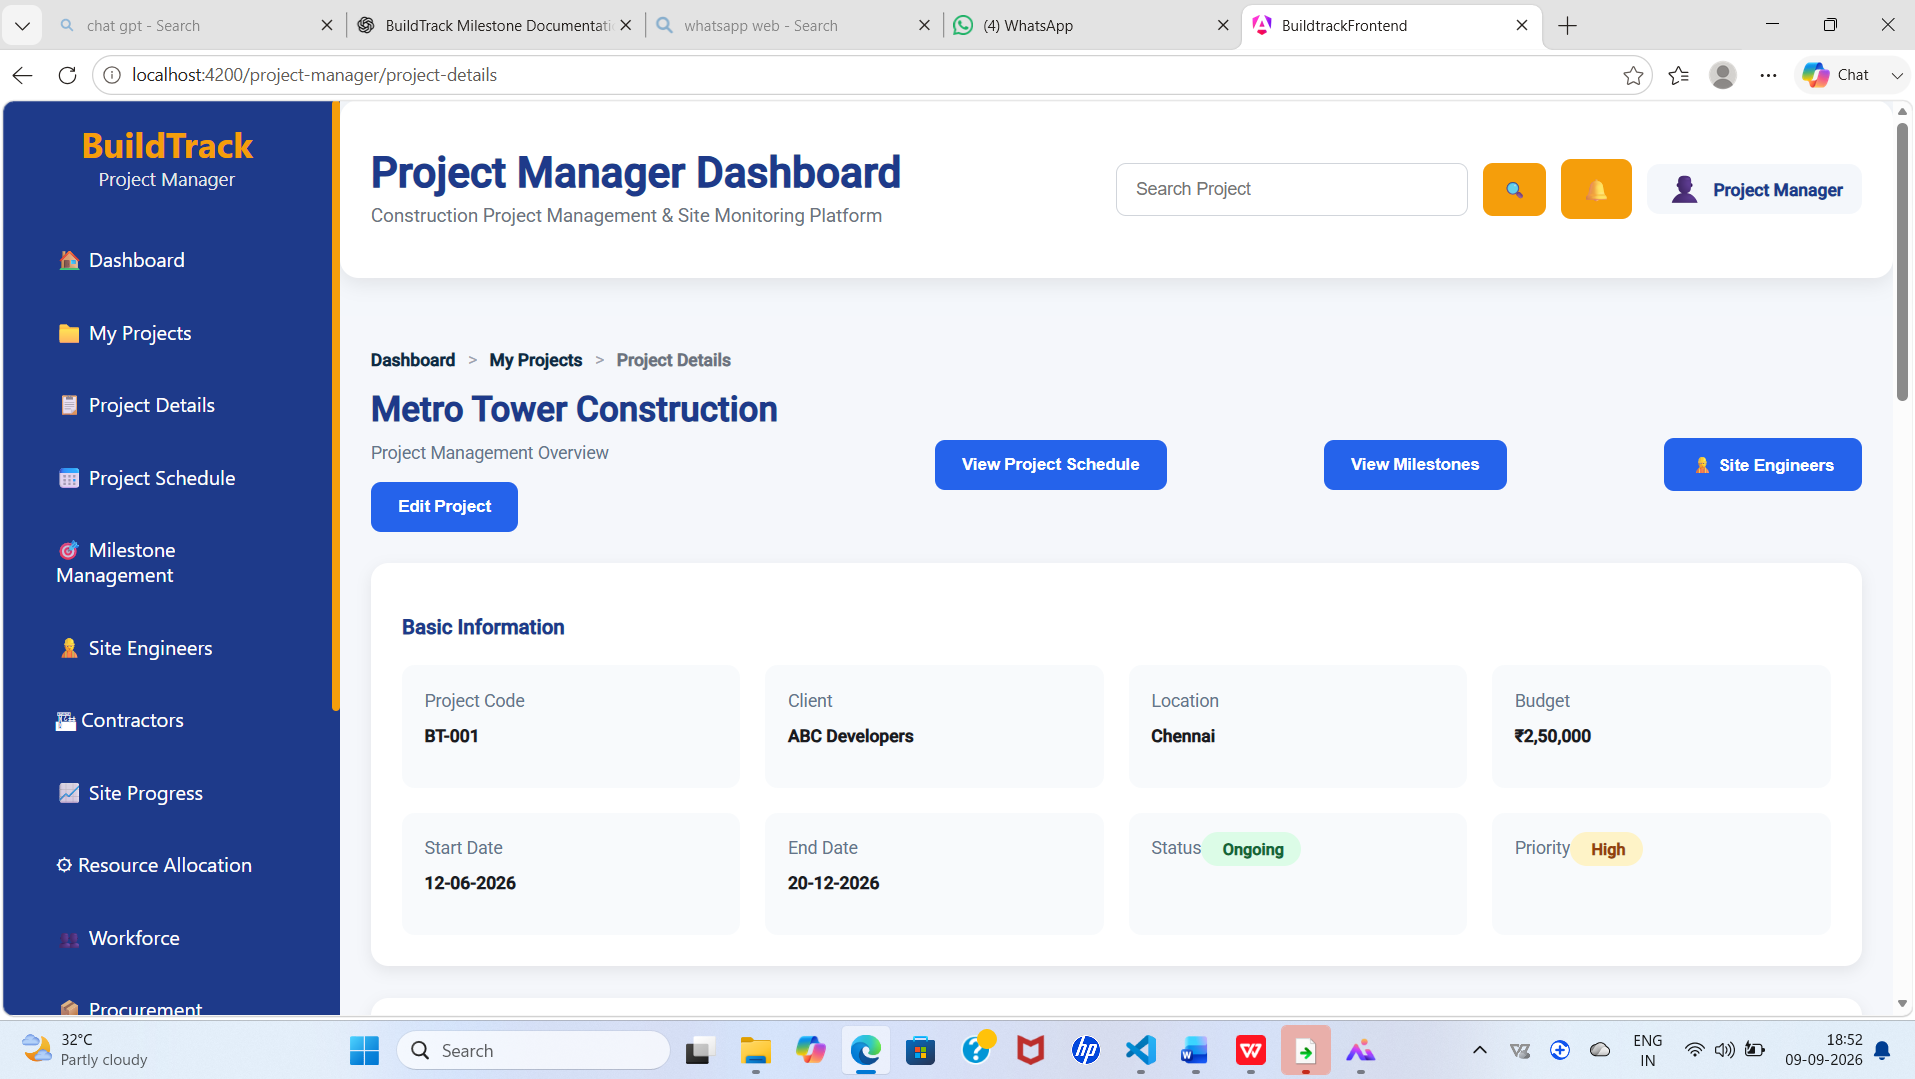 chat gpt - Search
BuildTrack Milestone Documentati
whatsapp web - Search
(4) WhatsApp
BuildtrackFrontend
localhost:4200/project-manager/project-details
Chat
BuildTrack
Project Manager
Dashboard
My Projects
Project Details
Project Schedule
Milestone
Management
Site Engineers
Contractors
Site Progress
Resource Allocation
Workforce
Procurement
Project Manager Dashboard
Construction Project Management & Site Monitoring Platform
Search Project
Project Manager
Dashboard > My Projects > Project Details
Metro Tower Construction
Project Management Overview
View Project Schedule
View Milestones
Site Engineers
Edit Project
Basic Information
Project Code
BT-001
Client
ABC Developers
Location
Chennai
Budget
₹2,50,000
Start Date
12-06-2026
End Date
20-12-2026
Status Ongoing
Priority High
32°C
Partly cloudy
Search
ENG
IN
18:52
09-09-2026